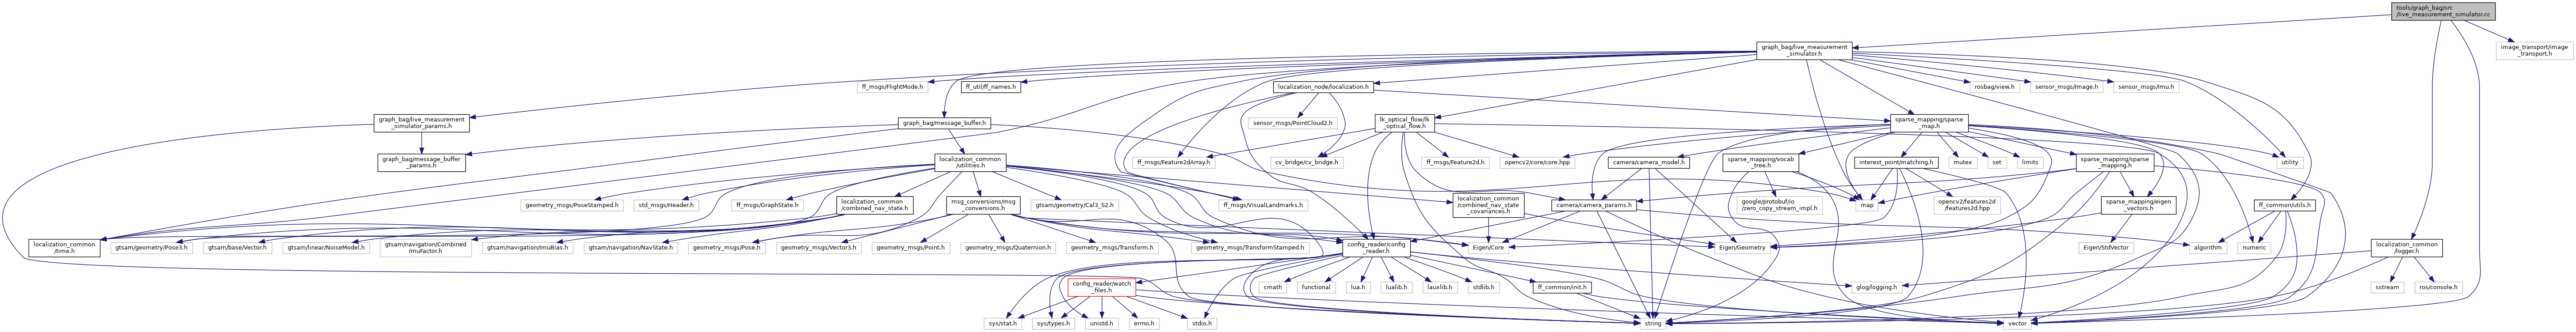 tools/graph_bag/src
/live_measurement_simulator.cc
graph_bag/live_measurement
_simulator.h
image_transport/image
_transport.h
ff_msgs/FlightMode.h
ff_util/ff_names.h
localization_node/localization.h
rosbag/view.h
sensor_msgs/Image.h
sensor_msgs/Imu.h
graph_bag/live_measurement
_simulator_params.h
graph_bag/message_buffer.h
sensor_msgs/PointCloud2.h
lk_optical_flow/lk
_optical_flow.h
sparse_mapping/sparse
_map.h
graph_bag/message_buffer
_params.h
localization_common
/utilities.h
ff_msgs/Feature2dArray.h
cv_bridge/cv_bridge.h
ff_msgs/Feature2d.h
opencv2/core/core.hpp
camera/camera_model.h
sparse_mapping/vocab
_tree.h
interest_point/matching.h
mutex
set
limits
sparse_mapping/sparse
_mapping.h
utility
geometry_msgs/PoseStamped.h
std_msgs/Header.h
ff_msgs/GraphState.h
localization_common
/combined_nav_state.h
msg_conversions/msg
_conversions.h
gtsam/geometry/Cal3_S2.h
ff_msgs/VisualLandmarks.h
localization_common
/combined_nav_state
_covariances.h
camera/camera_params.h
google/protobuf/io
/zero_copy_stream_impl.h
map
opencv2/features2d
/features2d.hpp
sparse_mapping/eigen
_vectors.h
ff_common/utils.h
localization_common
/time.h
gtsam/geometry/Pose3.h
gtsam/base/Vector.h
gtsam/linear/NoiseModel.h
gtsam/navigation/Combined
ImuFactor.h
gtsam/navigation/ImuBias.h
gtsam/navigation/NavState.h
geometry_msgs/Pose.h
geometry_msgs/Vector3.h
geometry_msgs/Point.h
geometry_msgs/Quaternion.h
geometry_msgs/Transform.h
geometry_msgs/TransformStamped.h
config_reader/config
_reader.h
Eigen/Core
Eigen/Geometry
Eigen/StdVector
algorithm
numeric
localization_common
/logger.h
config_reader/watch
_files.h
cmath
functional
lua.h
lualib.h
lauxlib.h
stdlib.h
ff_common/init.h
glog/logging.h
sstream
ros/console.h
sys/stat.h
sys/types.h
unistd.h
errno.h
stdio.h
string
vector